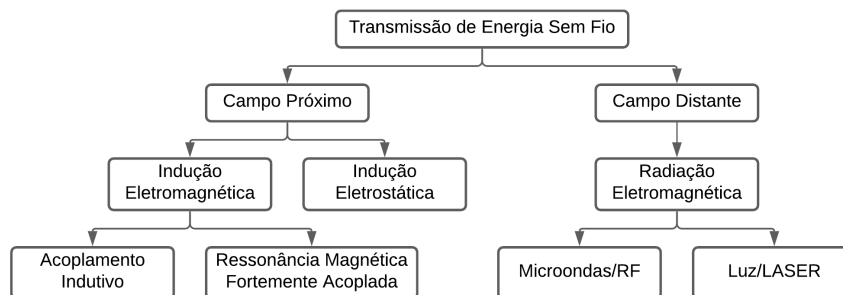 Transmissão de Energia Sem Fio
Campo Próximo
Campo Distante
Indução
Eletromagnética
Indução
Eletrostática
Radiação
Eletromagnética
Acoplamento
Indutivo
Ressonância Magnética
Fortemente Acoplada
Microondas/RF
Luz/LASER